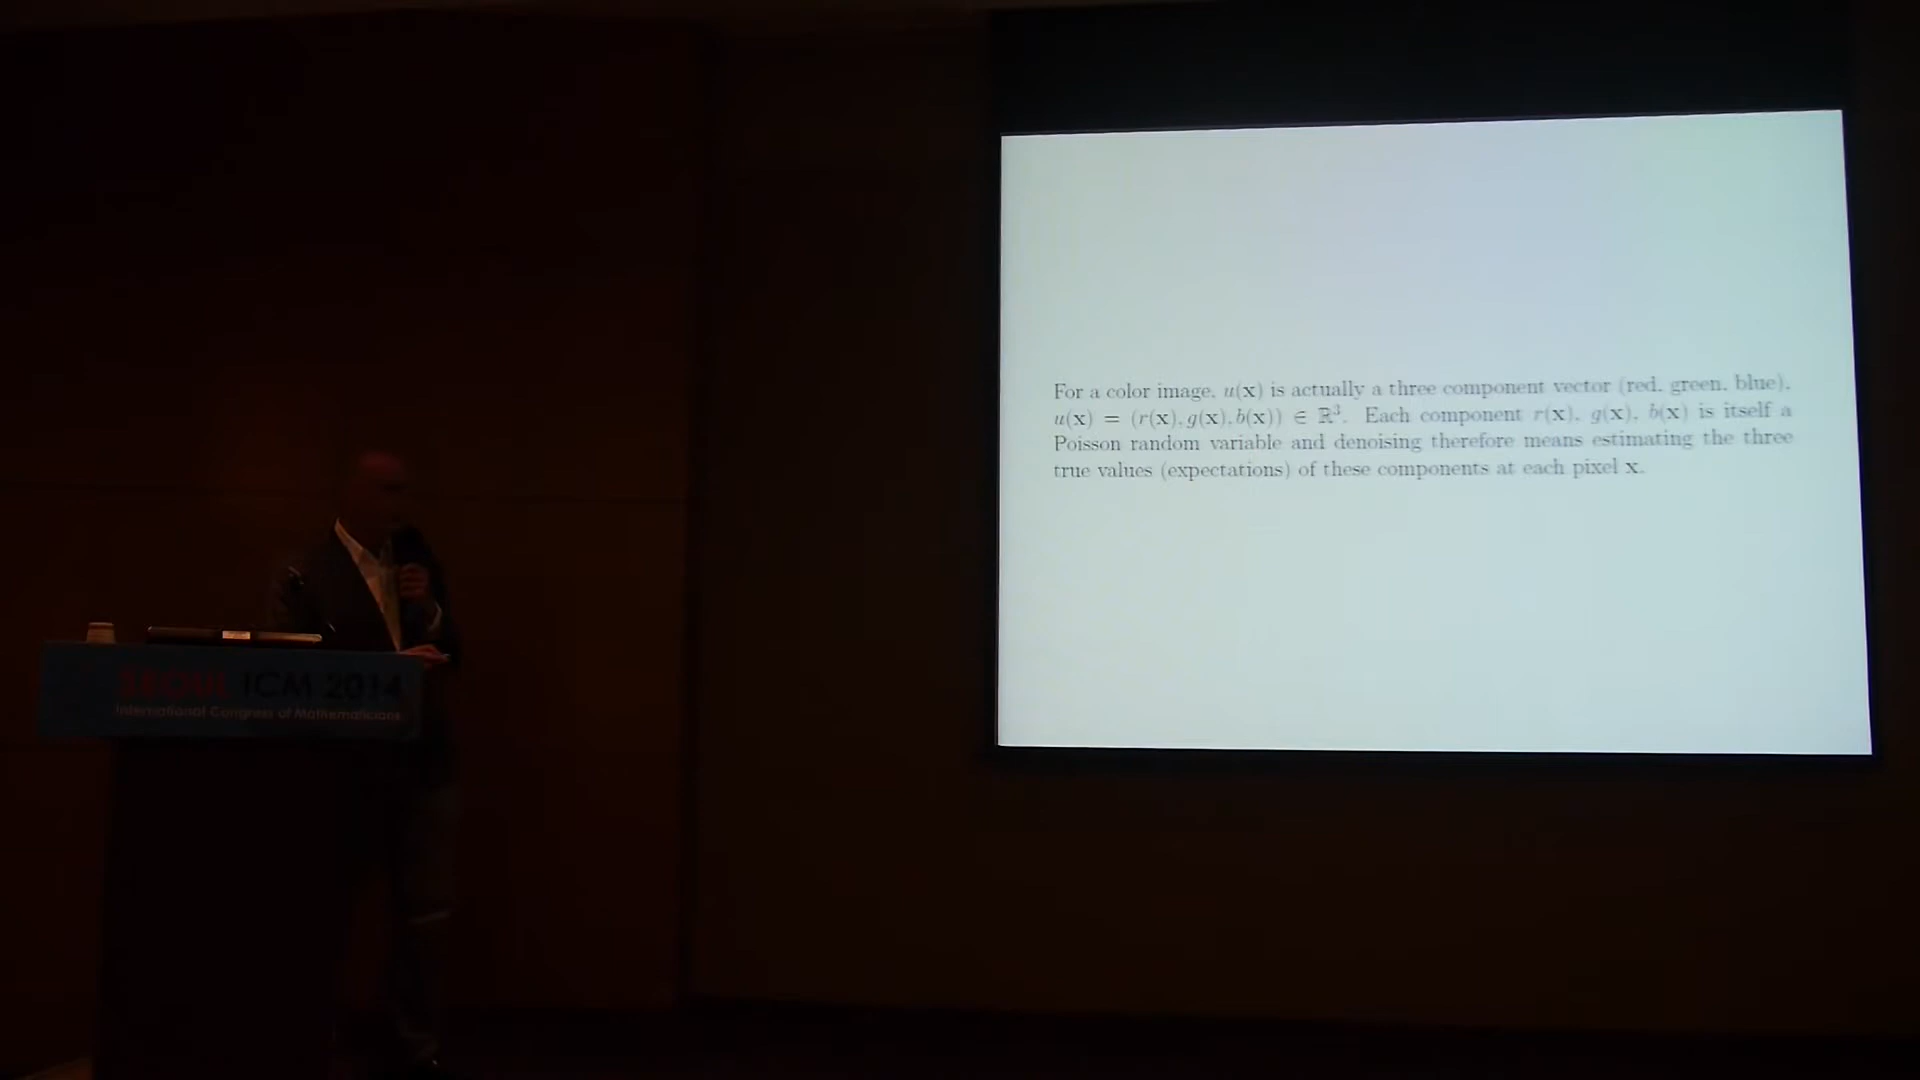 For a color image, u(x) is actually a three component vector (red, green, blue),
u(x) = (r(x), g(x), b(x)) ∈ ℝ³. Each component r(x), g(x), b(x) is itself a
Poisson random variable and denoising therefore means estimating the three
true values (expectations) of these components at each pixel x.
SEOUL ICM 2014
International Congress of Mathematicians